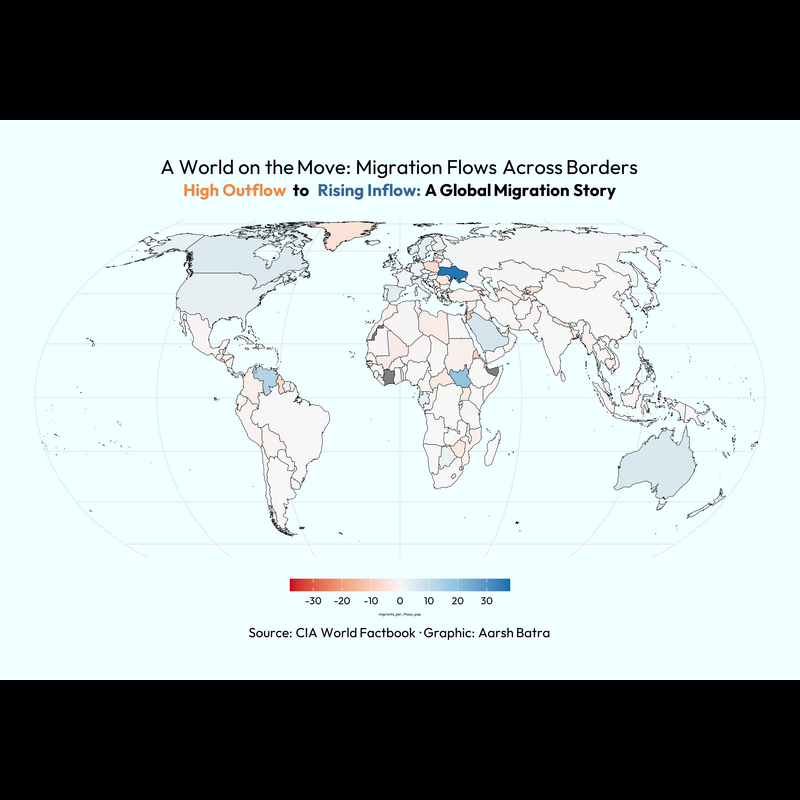 A World on the Move: Migration Flows Across Borders
High Outflow to Rising Inflow: A Global Migration Story
-30 -20 -10 0 10 20 30
migrants_per_thous_pop
Source: CIA World Factbook · Graphic: Aarsh Batra